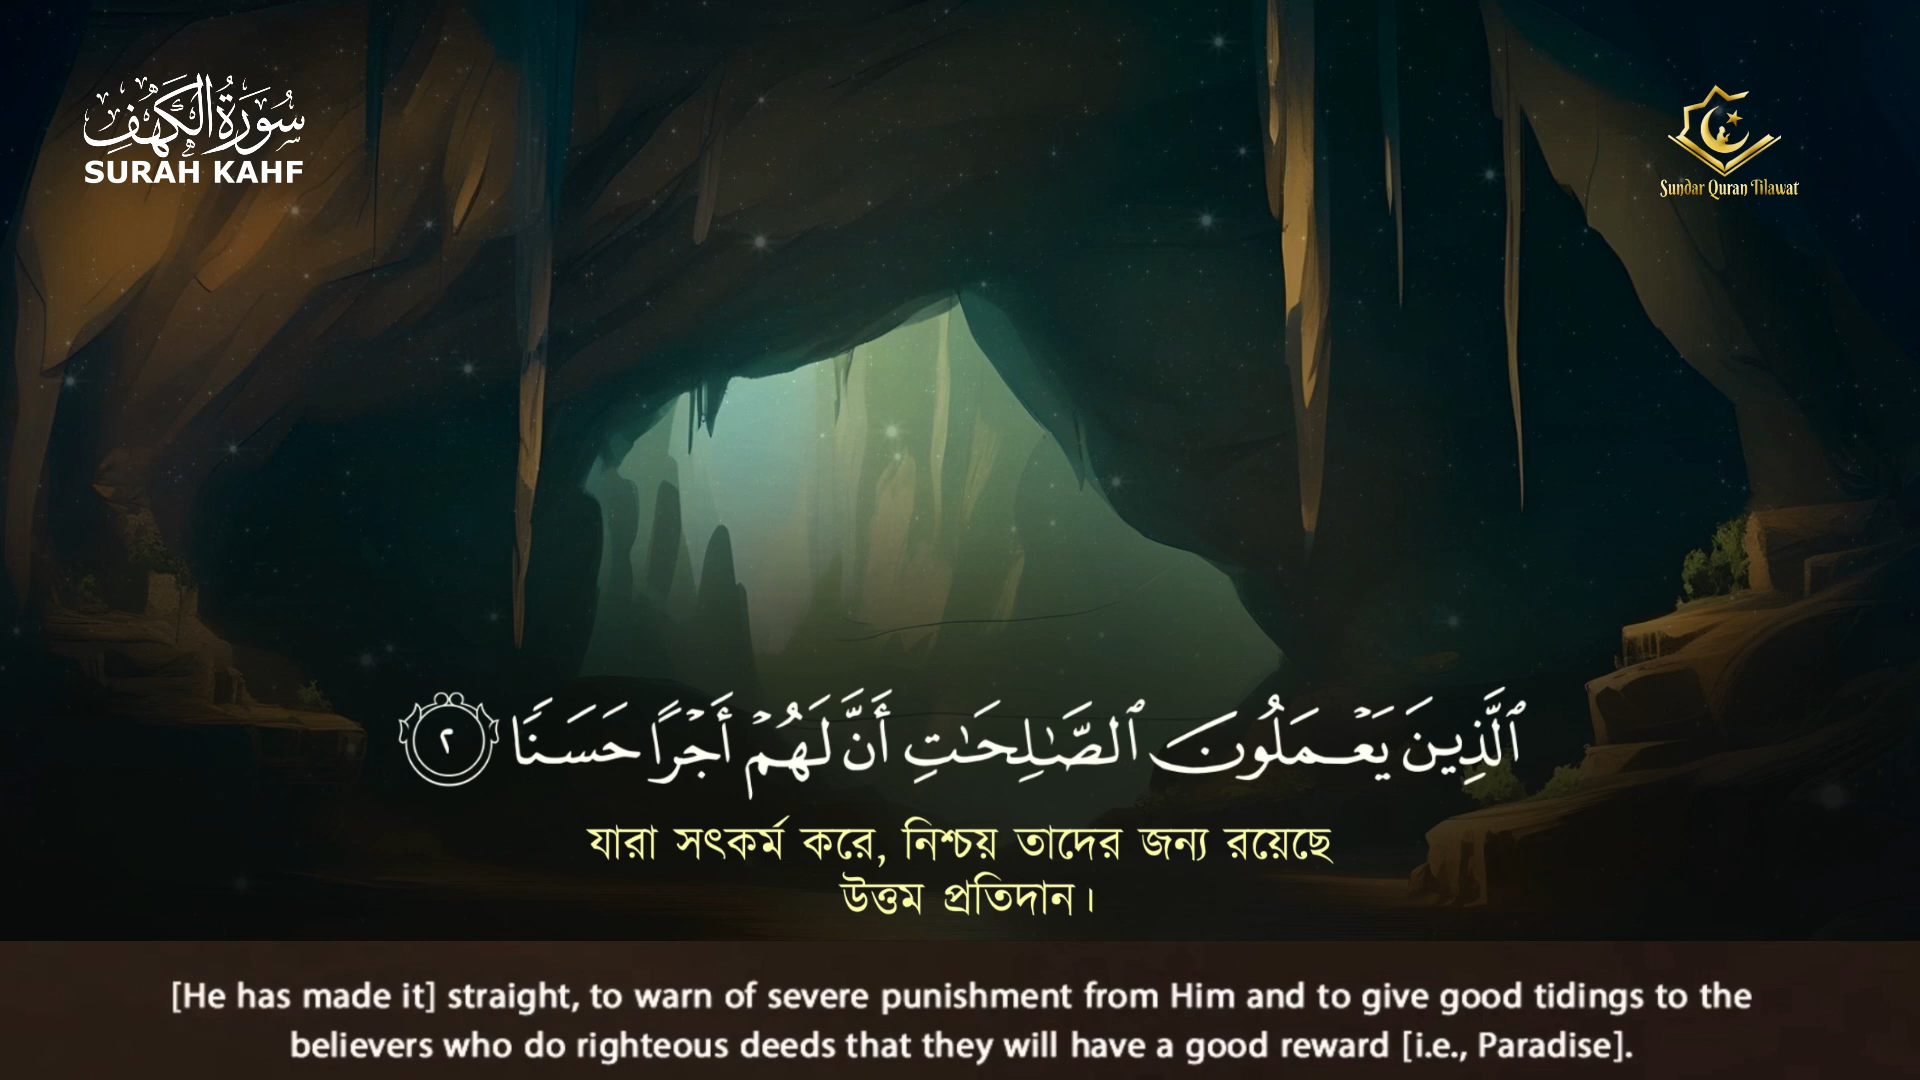 سُورَةُ الْكَهْفِ
SURAH KAHF
Sundar Quran Tilawat
ٱلَّذِينَ يَعْمَلُونَ ٱلصَّـٰلِحَـٰتِ أَنَّ لَهُمْ أَجْرًا حَسَنًا ٢
যারা সৎকর্ম করে, নিশ্চয় তাদের জন্য রয়েছে
উত্তম প্রতিদান।
[He has made it] straight, to warn of severe punishment from Him and to give good tidings to the
believers who do righteous deeds that they will have a good reward [i.e., Paradise].